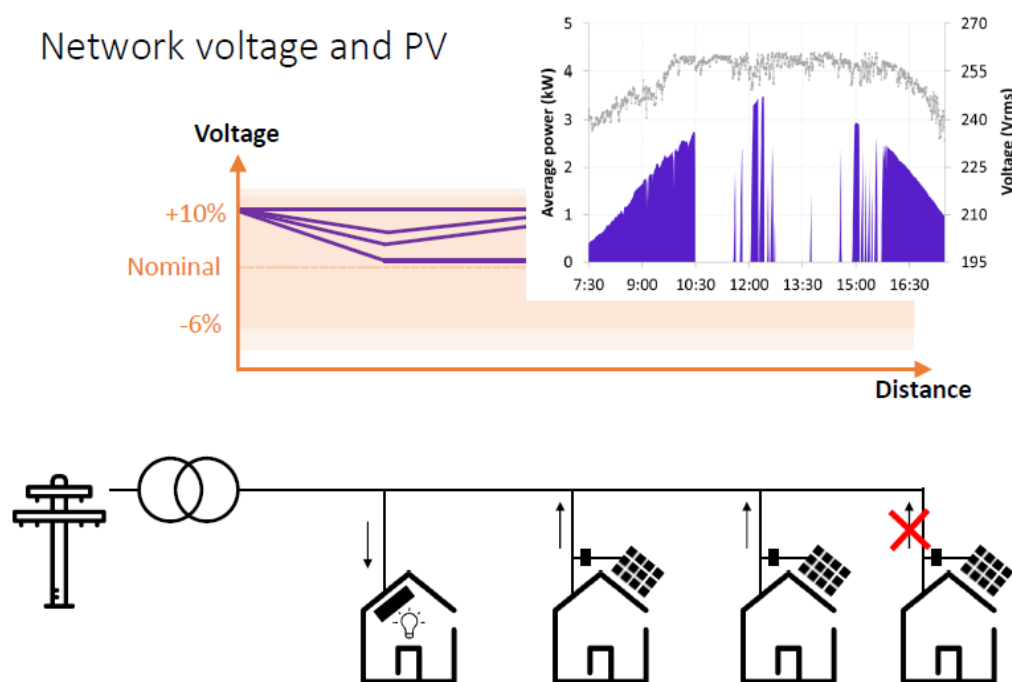 Network voltage and PV
Voltage
+10%
Nominal
-6%
Distance
Average power (kW)
5
4
3
2
1
0
7:30 9:00 10:30 12:00 13:30 15:00 16:30
270
255
240
225
210
195
Voltage (Vrms)